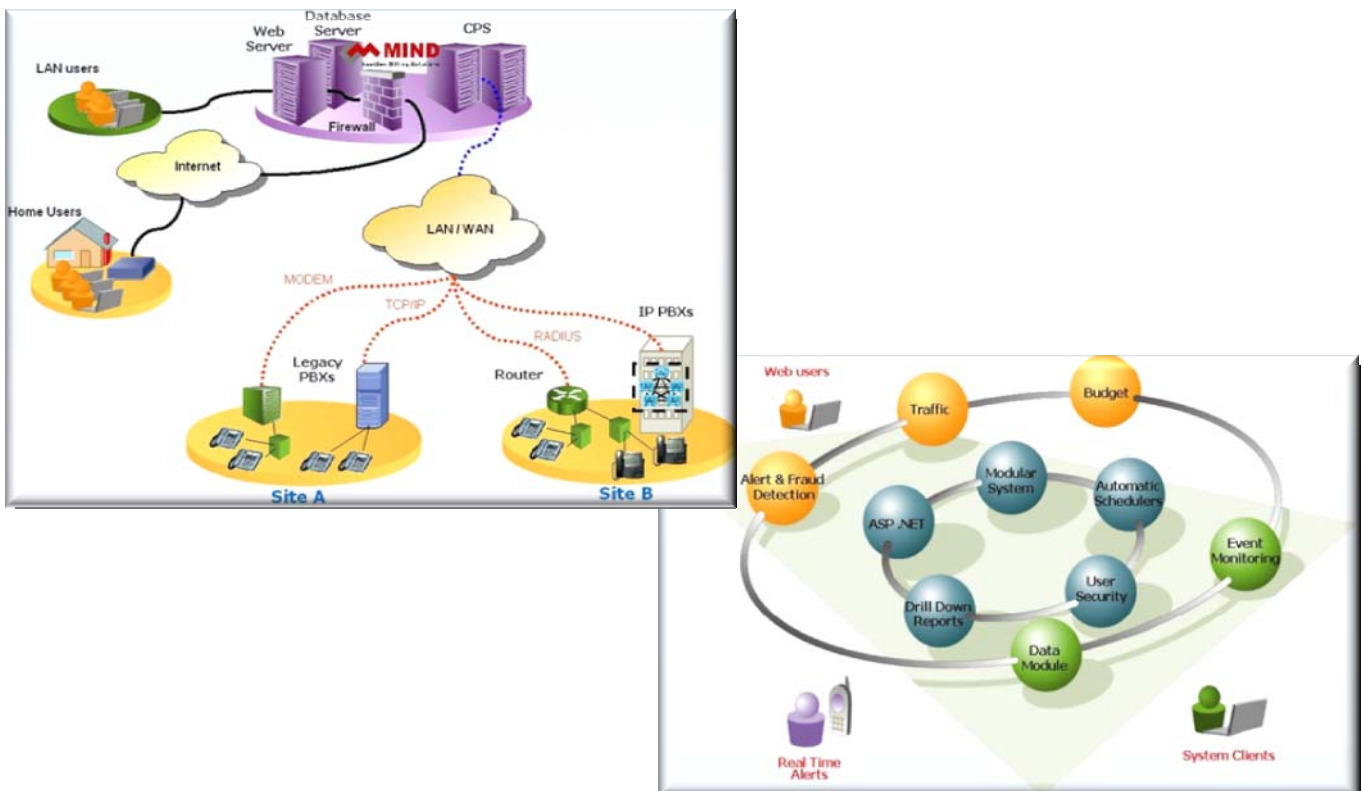 Database
Server
Web
Server
CPS
MIND
LAN users
Firewall
Internet
Home Users
LAN / WAN
MODEM
TCP/IP
RADIUS
IP PBXs
Legacy
PBXs
Router
Site A
Site B
Web users
Traffic
Budget
Alert & Fraud
Detection
Modular
System
Automatic
Schedulers
ASP .NET
Event
Monitoring
User
Security
Drill Down
Reports
Data
Module
Real Time
Alerts
System Clients